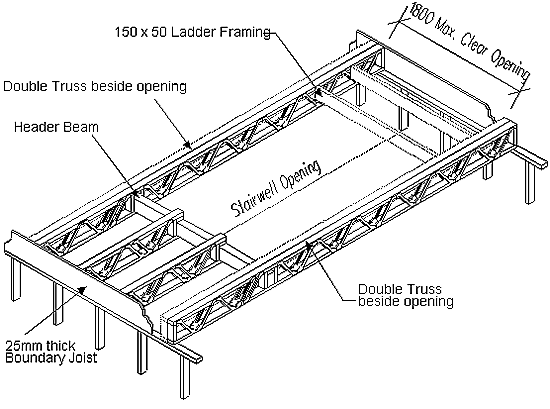 150 x 50 Ladder Framing
1800 Max. Clear Opening
Double Truss beside opening
Header Beam
Stairwell Opening
Double Truss
beside opening
25mm thick
Boundary Joist